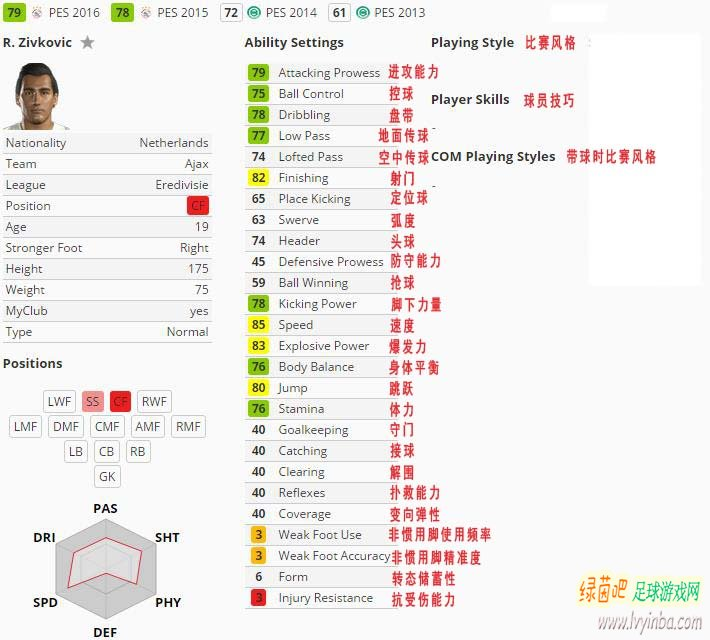 79 PES 2016 78 PES 2015 72 PES 2014 61 PES 2013
R. Zivkovic
Nationality Netherlands
Team Ajax
League Eredivisie
Position CF
Age 19
Stronger Foot Right
Height 175
Weight 75
MyClub yes
Type Normal
Positions
LWF SS CF RWF
LMF DMF CMF AMF RMF
LB CB RB
GK
PAS
DRI SHT
SPD PHY
DEF
Ability Settings
79 Attacking Prowess 进攻能力
75 Ball Control 控球
78 Dribbling 盘带
77 Low Pass 地面传球
74 Lofted Pass 空中传球
82 Finishing 射门
65 Place Kicking 定位球
63 Swerve 弧度
74 Header 头球
45 Defensive Prowess 防守能力
59 Ball Winning 抢球
78 Kicking Power 脚下力量
85 Speed 速度
83 Explosive Power 爆发力
76 Body Balance 身体平衡
80 Jump 跳跃
76 Stamina 体力
40 Goalkeeping 守门
40 Catching 接球
40 Clearing 解围
40 Reflexes 扑救能力
40 Coverage 变向弹性
3 Weak Foot Use 非惯用脚使用频率
3 Weak Foot Accuracy 非惯用脚精准度
6 Form 转态储蓄性
3 Injury Resistance 抗受伤能力
Playing Style 比赛风格
Player Skills 球员技巧
-
COM Playing Styles 带球时比赛风格
-
绿茵吧 足球游戏网
www.lvyinba.com